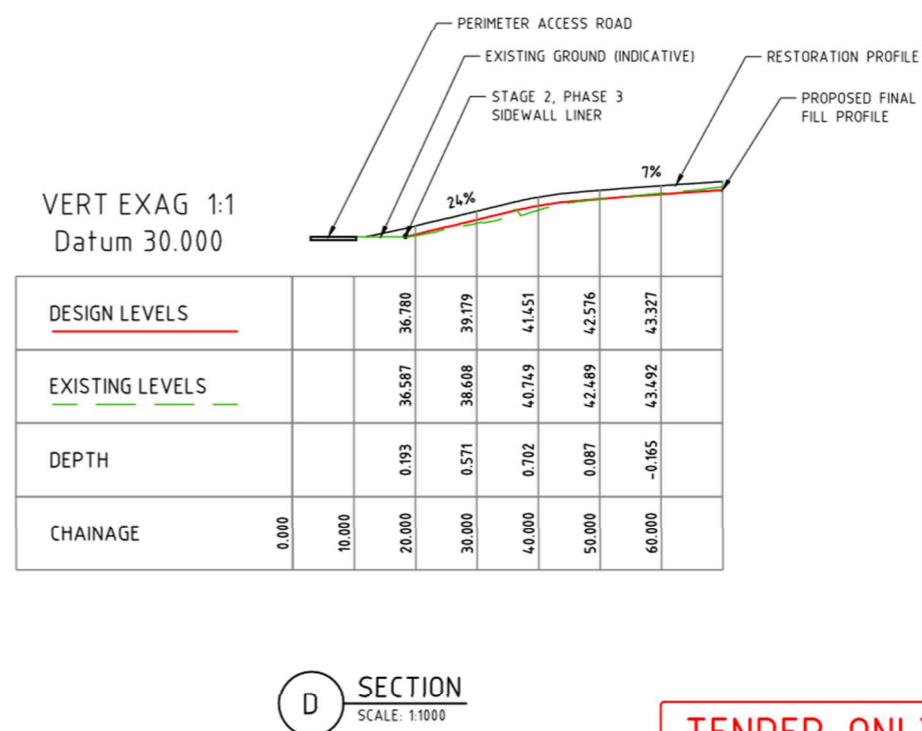 PERIMETER ACCESS ROAD
EXISTING GROUND (INDICATIVE)
RESTORATION PROFILE
STAGE 2, PHASE 3
SIDEWALL LINER
PROPOSED FINAL
FILL PROFILE
24%
7%
VERT EXAG 1:1
Datum 30.000
DESIGN LEVELS 36.780 39.179 41.451 42.576 43.327
EXISTING LEVELS 36.587 38.608 40.749 42.489 43.492
DEPTH 0.193 0.571 0.702 0.087 -0.165
CHAINAGE 0.000 10.000 20.000 30.000 40.000 50.000 60.000
D SECTION
SCALE: 1:1000
TENDER ONLY